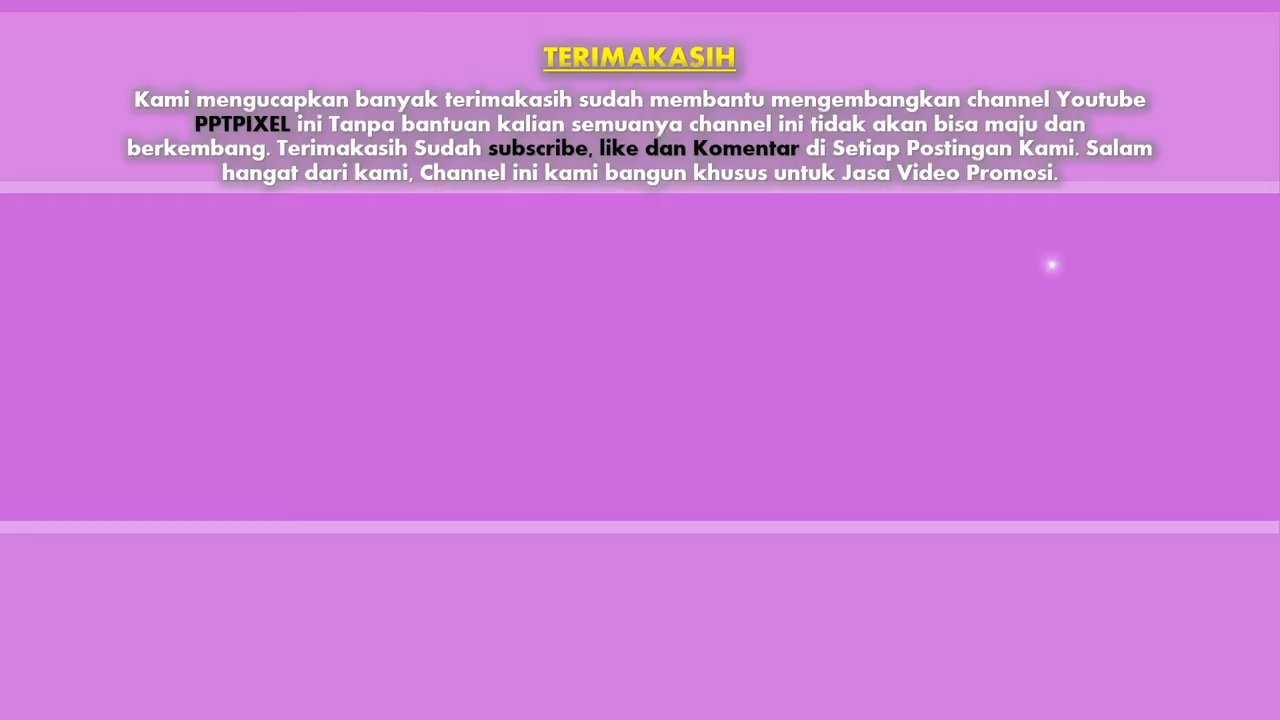 TERIMAKASIH
Kami mengucapkan banyak terimakasih sudah membantu mengembangkan channel Youtube
PPTPIXEL ini Tanpa bantuan kalian semuanya channel ini tidak akan bisa maju dan
berkembang. Terimakasih Sudah subscribe, like dan Komentar di Setiap Postingan Kami. Salam
hangat dari kami, Channel ini kami bangun khusus untuk Jasa Video Promosi.